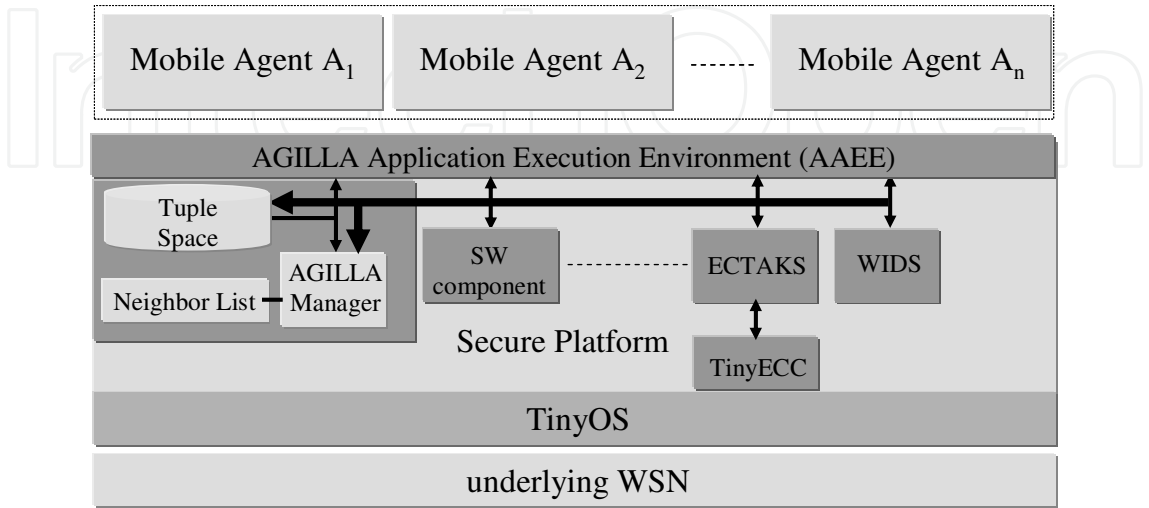 Mobile Agent A1
Mobile Agent A2
Mobile Agent An
AGILLA Application Execution Environment (AAEE)
Tuple
Space
AGILLA
Manager
Neighbor List
SW
component
ECTAKS
WIDS
Secure Platform
TinyECC
TinyOS
underlying WSN